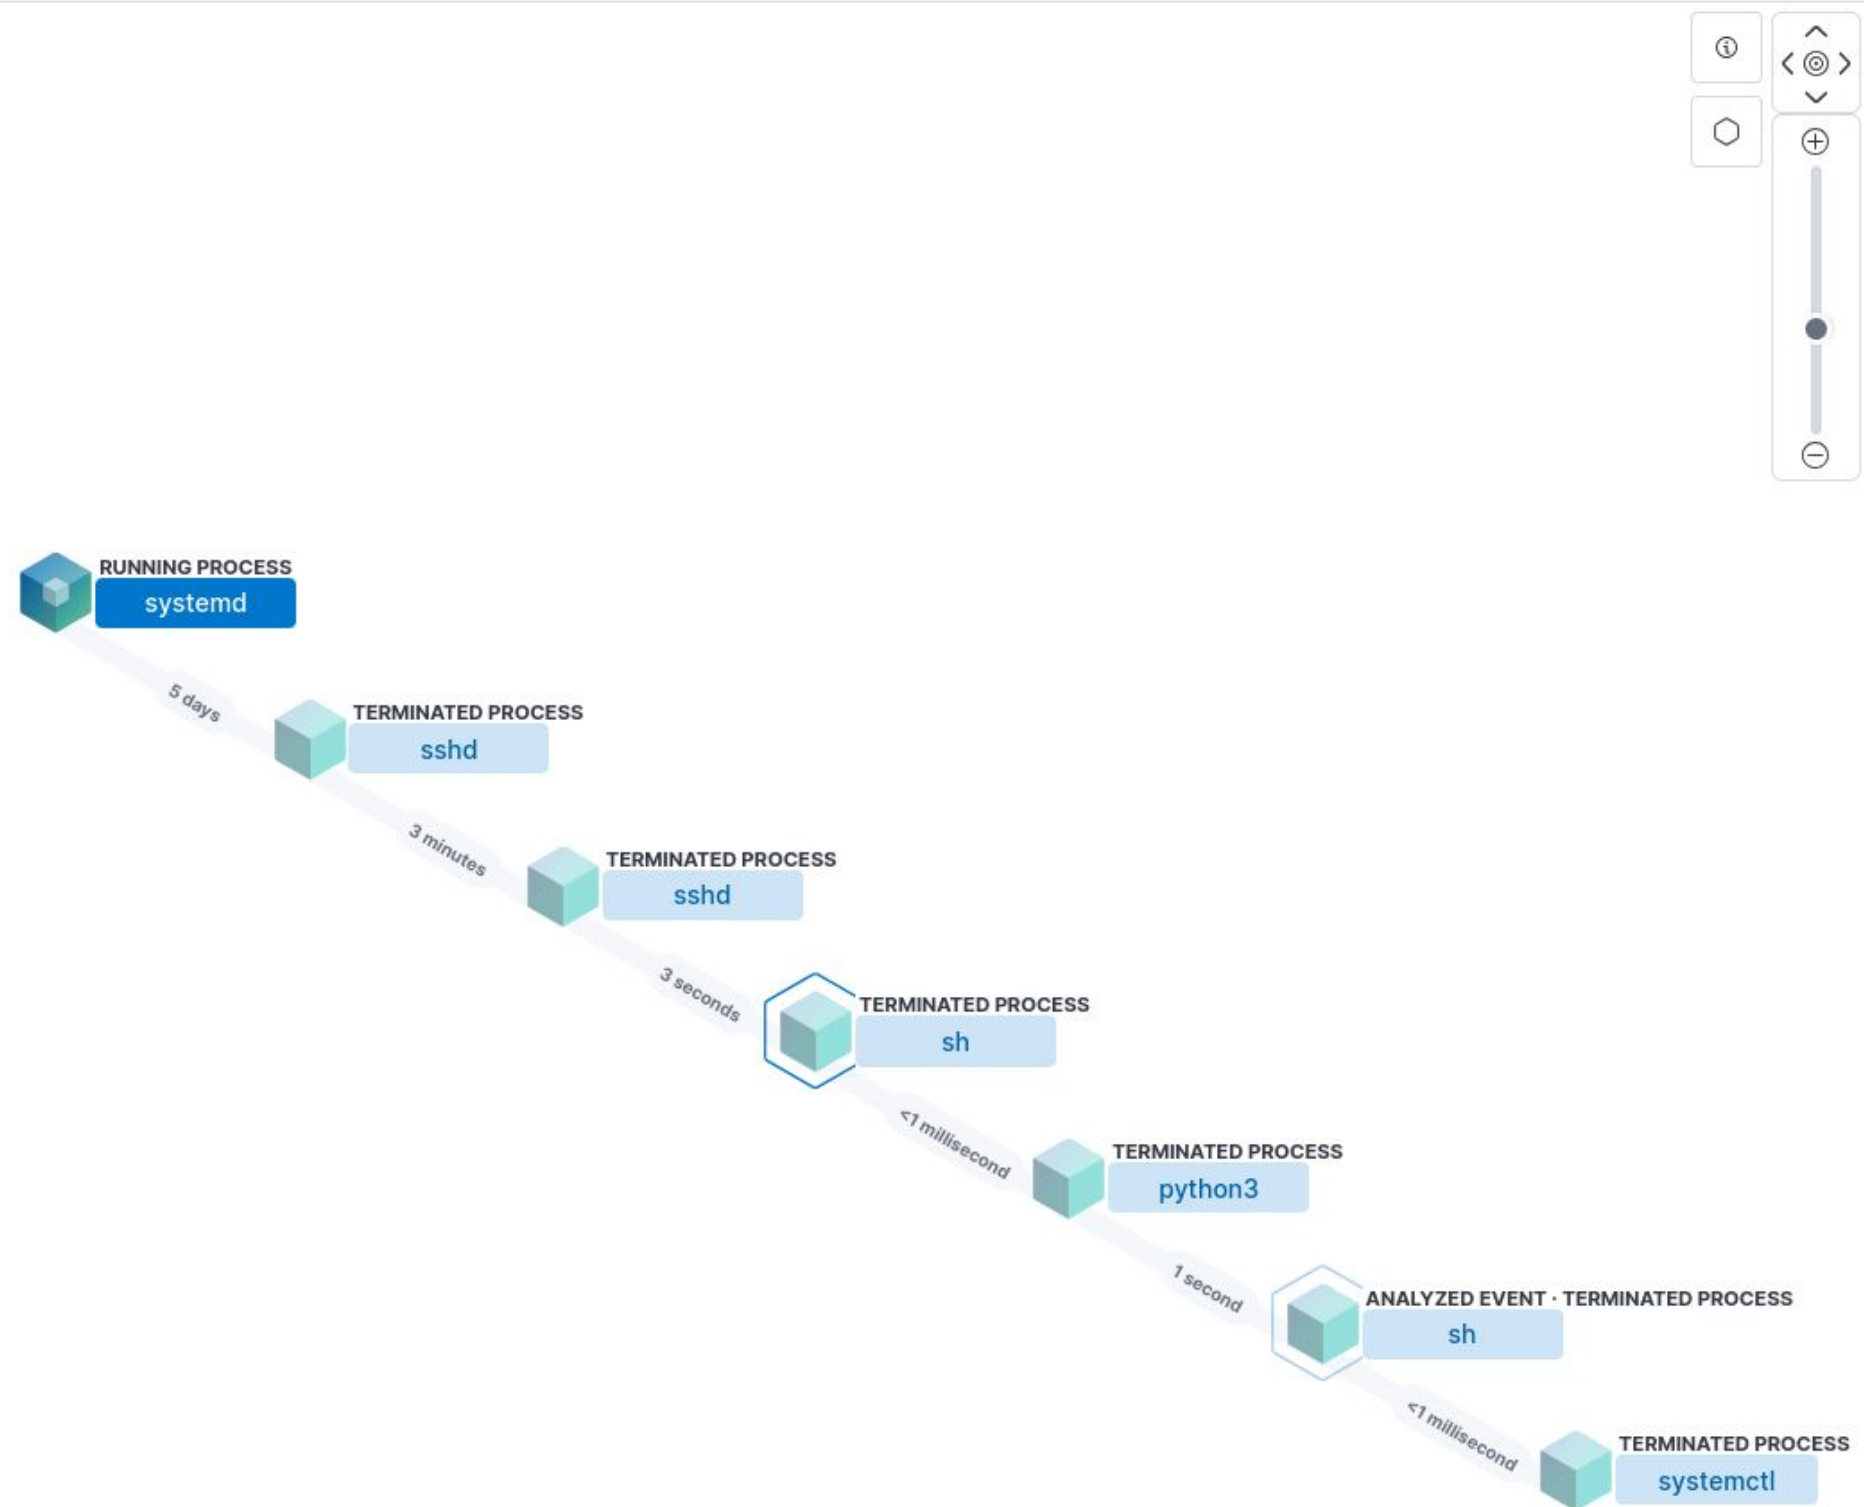 RUNNING PROCESS
systemd
5 days
TERMINATED PROCESS
sshd
3 minutes
TERMINATED PROCESS
sshd
3 seconds
TERMINATED PROCESS
sh
<1 millisecond
TERMINATED PROCESS
python3
1 second
ANALYZED EVENT · TERMINATED PROCESS
sh
<1 millisecond
TERMINATED PROCESS
systemctl